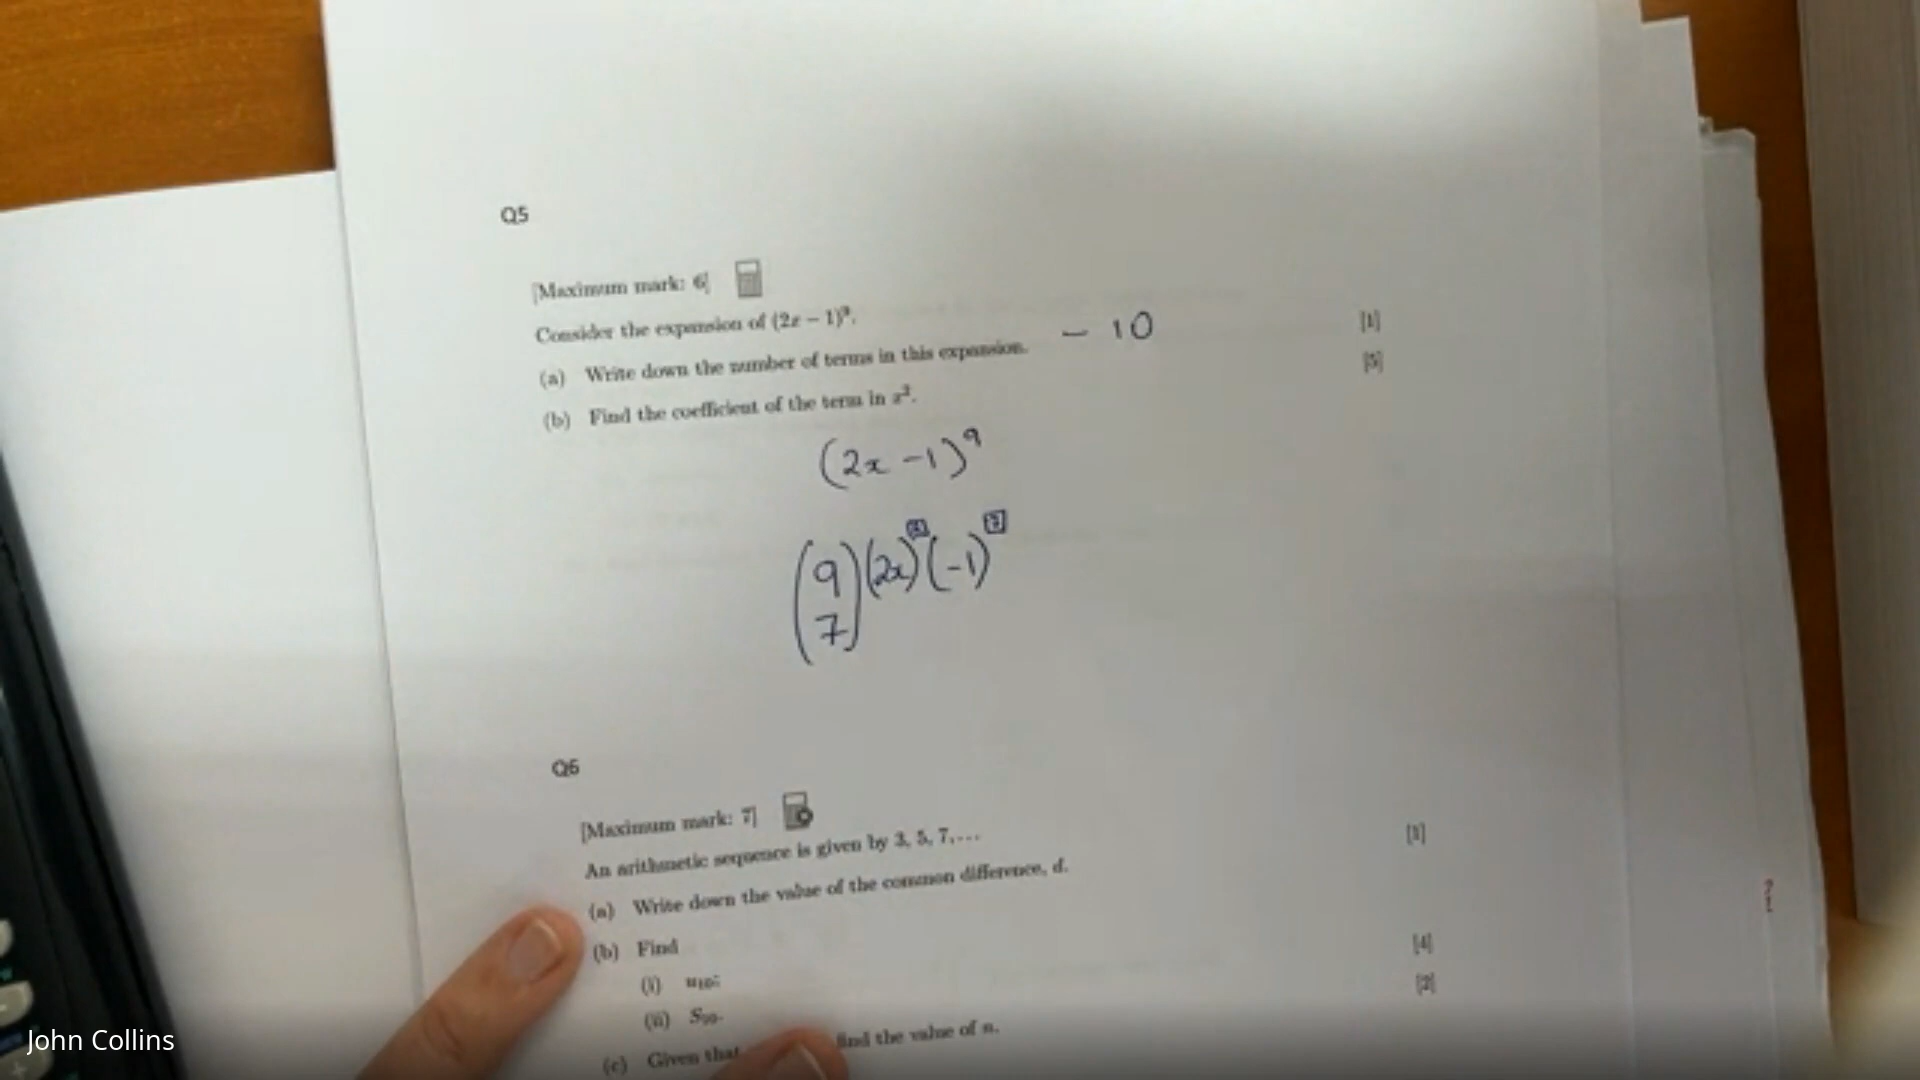 Q5
[Maximum mark: 6]
Consider the expansion of (2x − 1)⁹.
(a) Write down the number of terms in this expansion. – 10 [1]
(b) Find the coefficient of the term in x². [5]
(2x − 1)⁹
(9 7)(2x)² (−1)⁷
Q6
[Maximum mark: 7]
An arithmetic sequence is given by 3, 5, 7,…
(a) Write down the value of the common difference, d. [1]
(b) Find [4]
(i)
(ii)
[2]
(c) Given that find the value of n.
John Collins